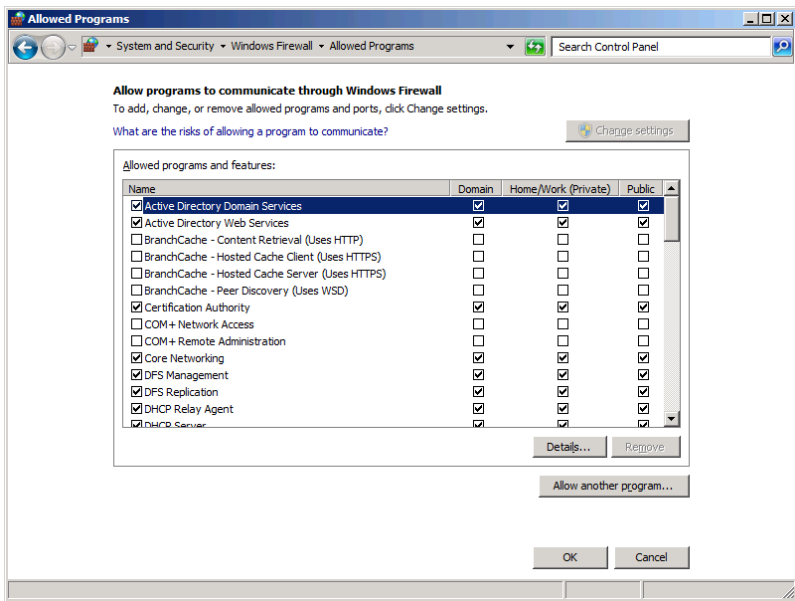 Allowed Programs
System and Security Windows Firewall Allowed Programs Search Control Panel
Allow programs to communicate through Windows Firewall
To add, change, or remove allowed programs and ports, click Change settings.
What are the risks of allowing a program to communicate?
Change settings
Allowed programs and features:
Name Domain Home/Work (Private) Public
Active Directory Domain Services
Active Directory Web Services
BranchCache - Content Retrieval (Uses HTTP)
BranchCache - Hosted Cache Client (Uses HTTPS)
BranchCache - Hosted Cache Server (Uses HTTPS)
BranchCache - Peer Discovery (Uses WSD)
Certification Authority
COM+ Network Access
COM+ Remote Administration
Core Networking
DFS Management
DFS Replication
DHCP Relay Agent
DHCP Server
Details... Remove
Allow another program...
OK Cancel